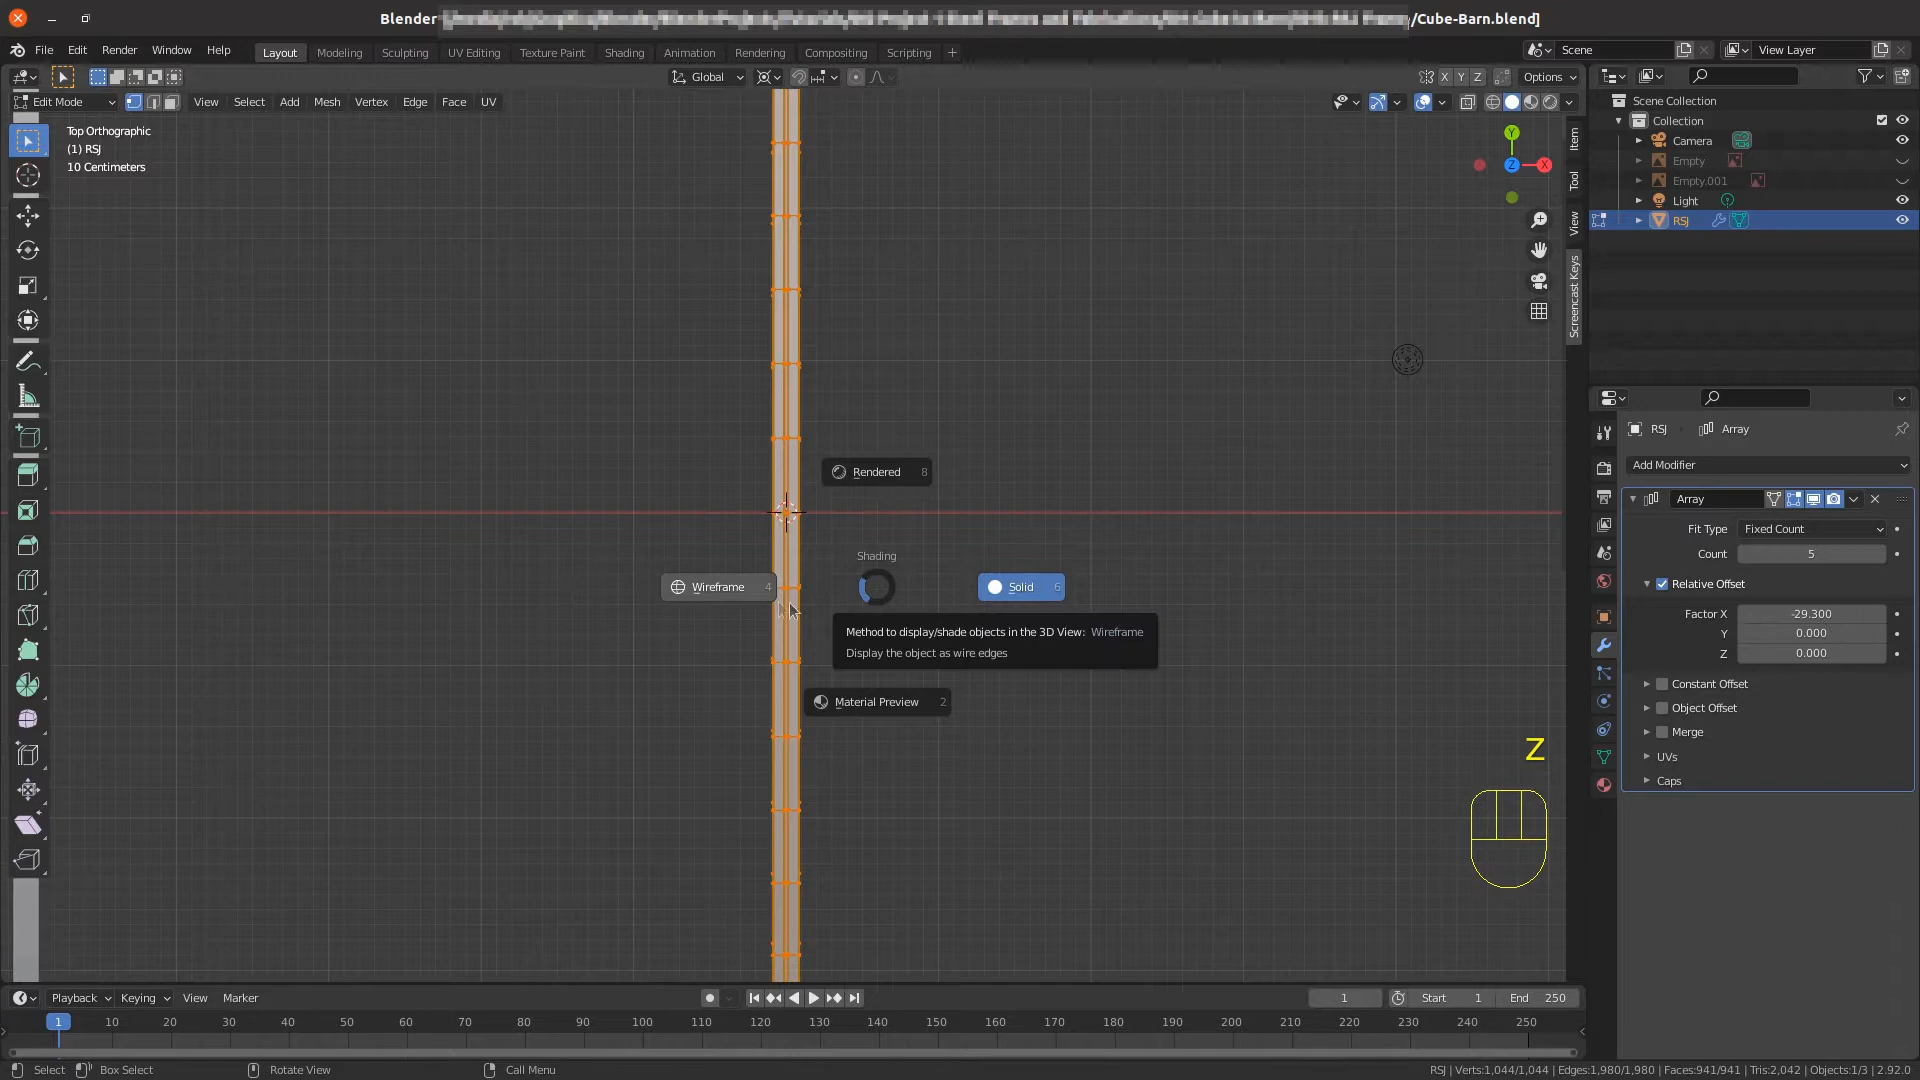 Blender
/Cube-Barn.blend]
File Edit Render Window Help
Layout Modeling Sculpting UV Editing Texture Paint Shading Animation Rendering Compositing Scripting +
Scene
View Layer
Global
X Y Z
Options
Edit Mode
View Select Add Mesh Vertex Edge Face UV
Top Orthographic
(1) RSJ
10 Centimeters
Y
Z
X
Item
Tool
View
Screencast Keys
Scene Collection
Collection
Camera
Empty
Empty.001
Light
RSJ
Rendered 8
Shading
Wireframe 4
Solid 6
Method to display/shade objects in the 3D View: Wireframe
Display the object as wire edges
Material Preview 2
Z
RSJ Array
Add Modifier
Array
Fit Type Fixed Count
Count 5
Relative Offset
Factor X -29.300
Y 0.000
Z 0.000
Constant Offset
Object Offset
Merge
UVs
Caps
Playback Keying View Marker
1
Start 1
End 250
1 10 20 30 40 50 60 70 80 90 100 110 120 130 140 150 160 170 180 190 200 210 220 230 240 250
Select Box Select Rotate View Call Menu
RSJ | Verts:1,044/1,044 | Edges:1,980/1,980 | Faces:941/941 | Tris:2,042 | Objects:1/3 | 2.92.0